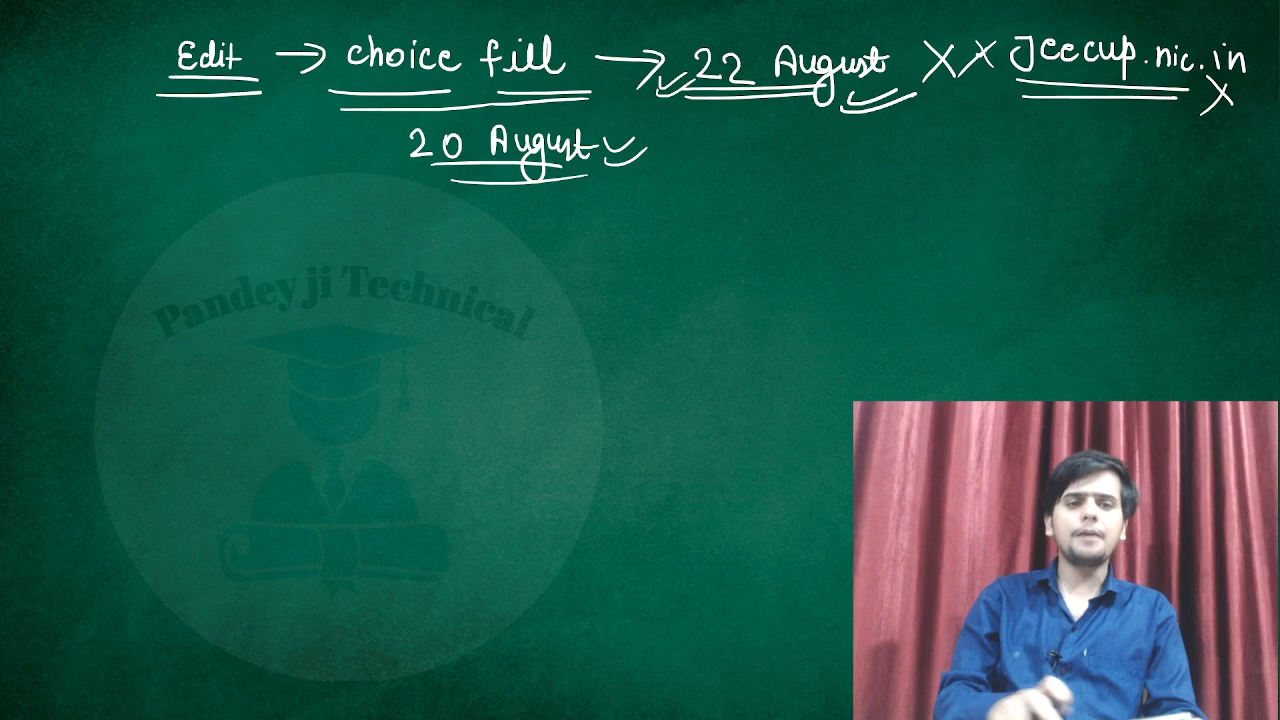 Edit → choice fill → 22 August X X Jeecup.nic.in X
20 August
Pandey ji Technical